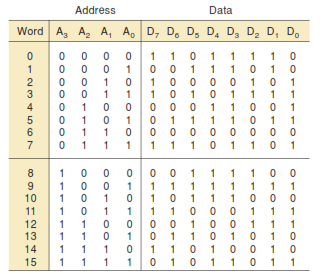 Address Data
Word A3 A2 A1 A0 D7 D6 D5 D4 D3 D2 D1 D0
0 0 0 0 0 1 1 0 1 1 1 1 0
1 0 0 0 1 0 0 1 1 1 0 1 0
2 0 0 1 0 1 0 0 0 0 1 0 1
3 0 0 1 1 1 0 1 0 1 1 1 1
4 0 1 0 0 0 0 0 1 1 0 0 1
5 0 1 0 1 0 1 1 1 1 0 1 1
6 0 1 1 0 0 0 0 0 0 0 0 0
7 0 1 1 1 1 1 1 0 1 1 0 1
8 1 0 0 0 0 0 1 1 1 1 0 0
9 1 0 0 1 1 1 1 1 1 1 1 1
10 1 0 1 0 1 0 1 1 1 0 0 0
11 1 0 1 1 1 1 0 0 0 1 1 1
12 1 1 0 0 0 0 1 0 0 1 1 1
13 1 1 0 1 0 1 1 0 1 0 1 0
14 1 1 1 0 1 1 0 1 0 0 1 0
15 1 1 1 1 0 1 0 1 1 0 1 1